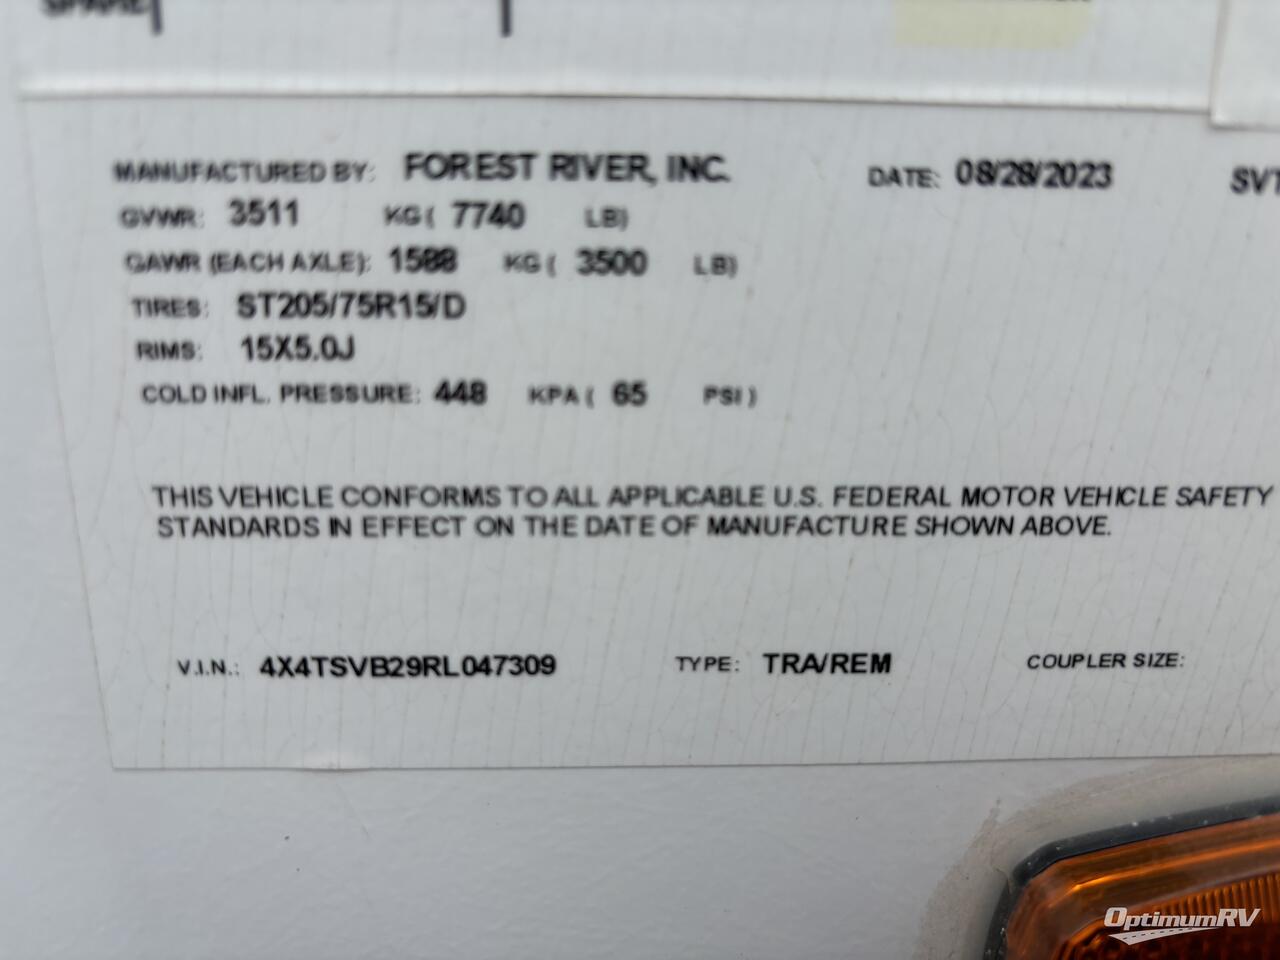 SPARE
MANUFACTURED BY: FOREST RIVER, INC. DATE: 08/28/2023
GVWR: 3511 KG ( 7740 LB)
GAWR (EACH AXLE): 1588 KG ( 3500 LB)
TIRES: ST205/75R15/D
RIMS: 15X5.0J
COLD INFL. PRESSURE: 448 KPA ( 65 PSI )
THIS VEHICLE CONFORMS TO ALL APPLICABLE U.S. FEDERAL MOTOR VEHICLE SAFETY
STANDARDS IN EFFECT ON THE DATE OF MANUFACTURE SHOWN ABOVE.
V.I.N.: 4X4TSVB29RL047309 TYPE: TRA/REM COUPLER SIZE:
OptimumRV